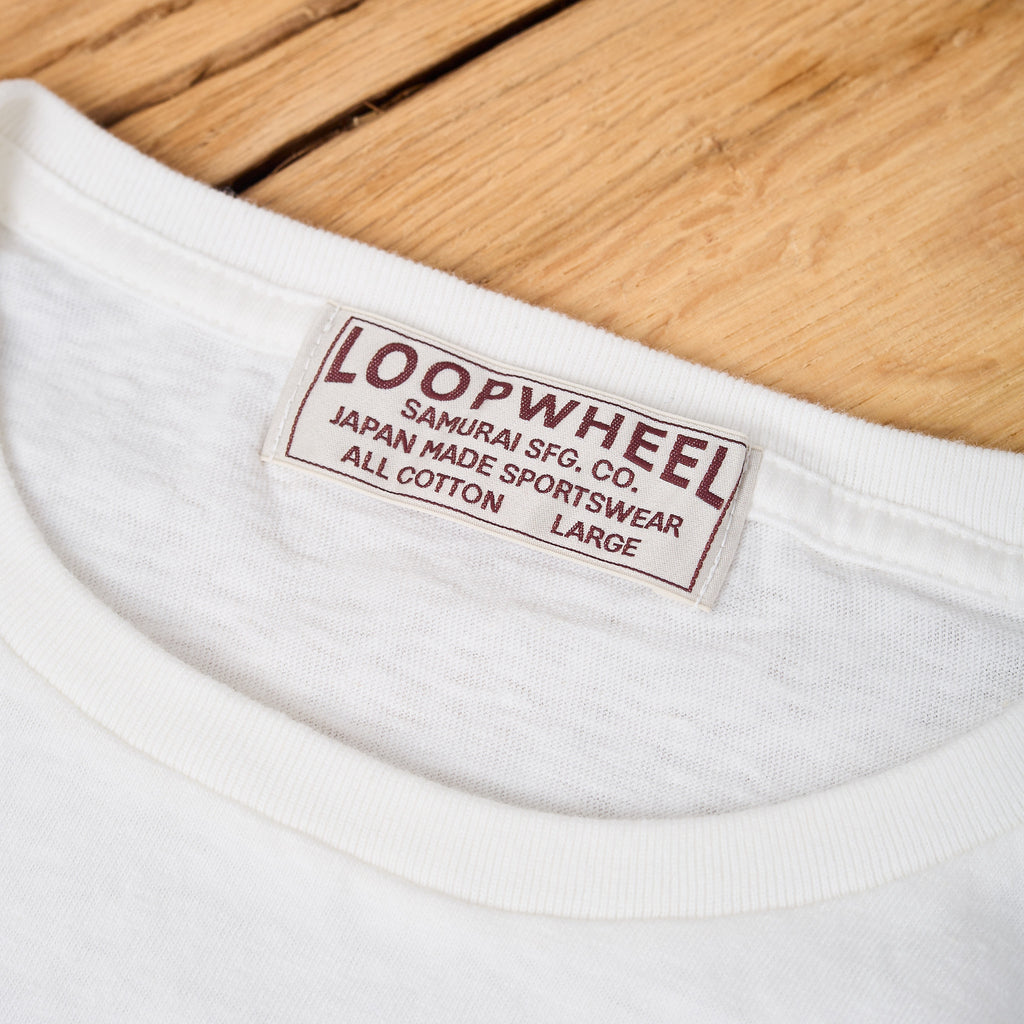 LOOPWHEEL
SAMURAI SFG. CO.
JAPAN MADE SPORTSWEAR
ALL COTTON LARGE